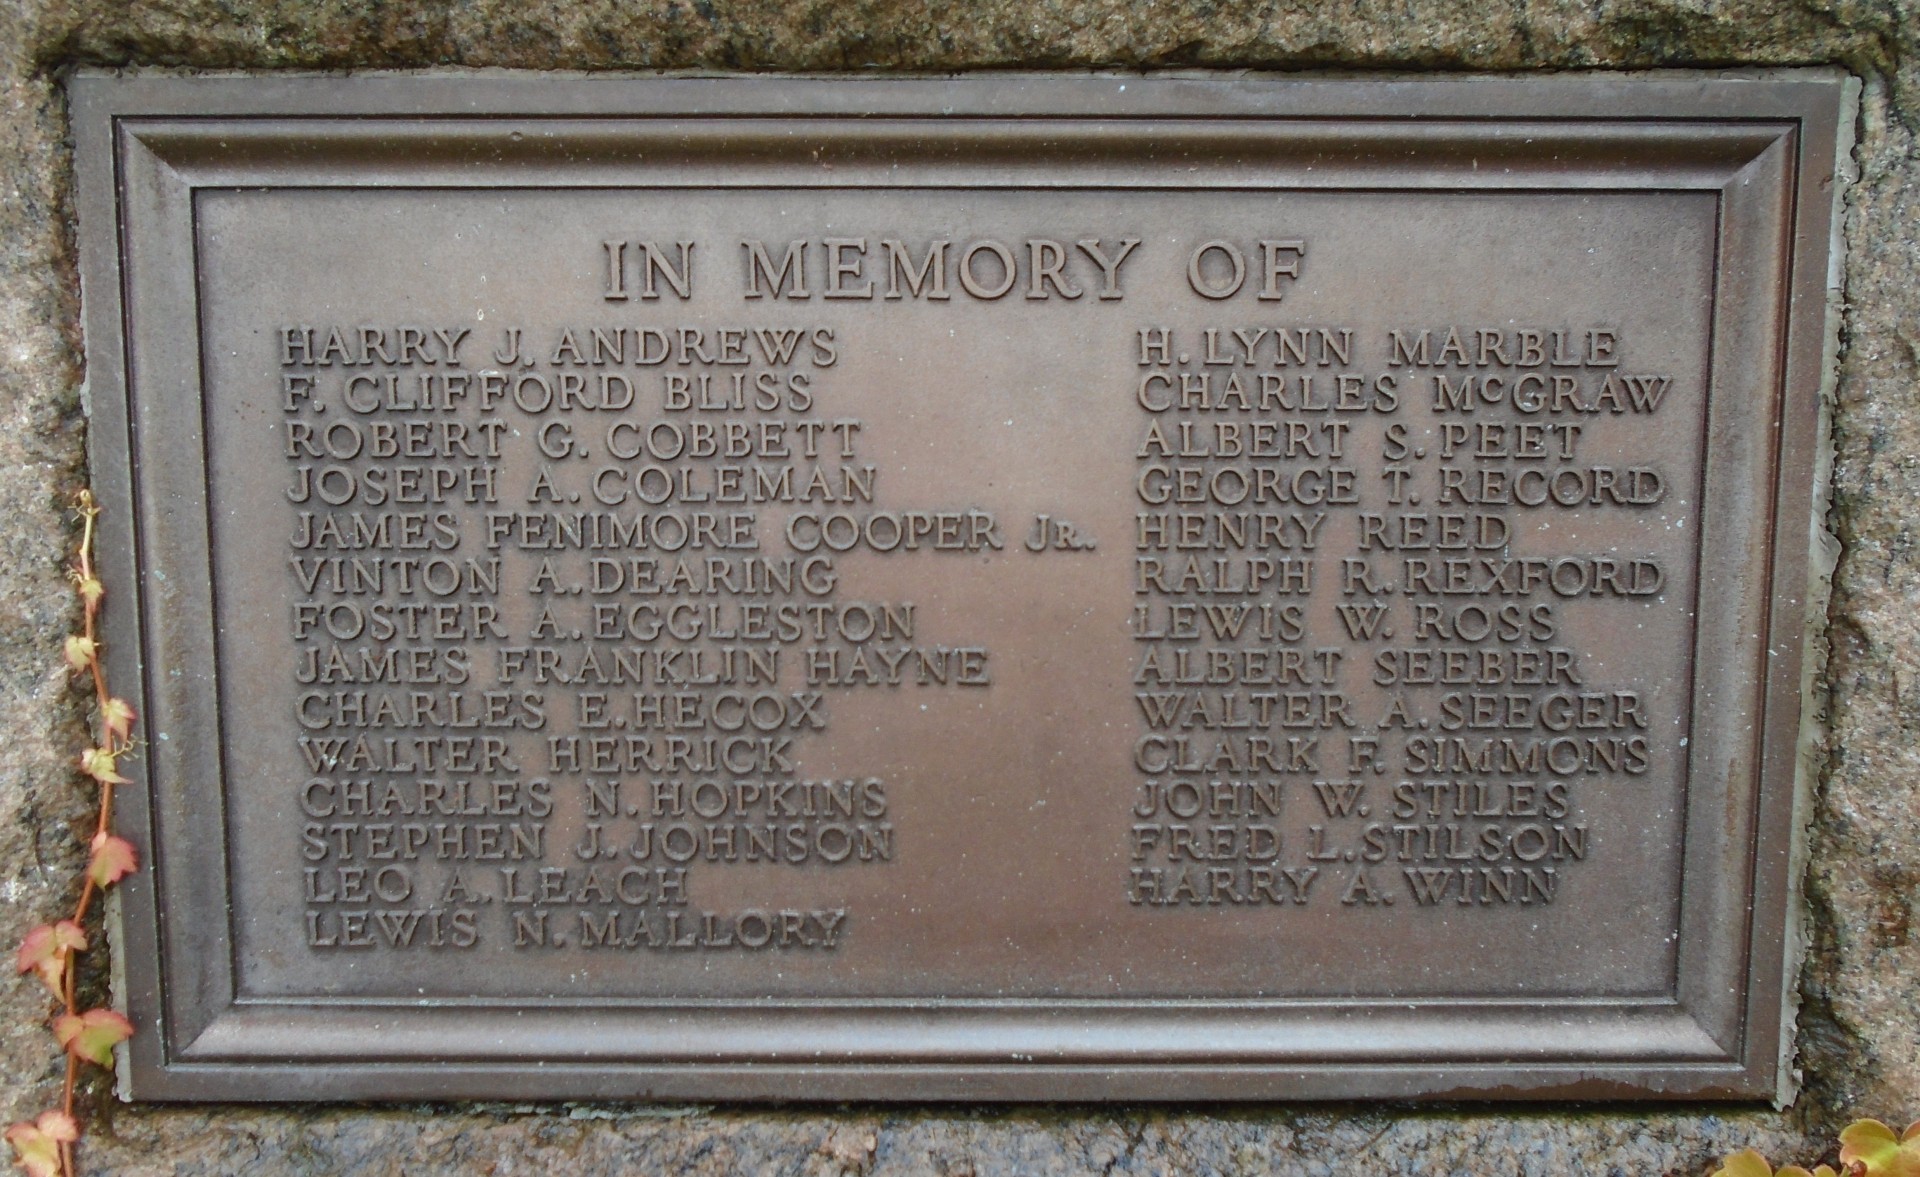 IN MEMORY OF
HARRY J. ANDREWS
F. CLIFFORD BLISS
ROBERT G. COBBETT
JOSEPH A. COLEMAN
JAMES FENIMORE COOPER JR.
VINTON A. DEARING
FOSTER A. EGGLESTON
JAMES FRANKLIN HAYNE
CHARLES E. HECOX
WALTER HERRICK
CHARLES N. HOPKINS
STEPHEN J. JOHNSON
LEO A. LEACH
LEWIS N. MALLORY
H. LYNN MARBLE
CHARLES McGRAW
ALBERT S. PEET
GEORGE T. RECORD
HENRY REED
RALPH R. REXFORD
LEWIS W. ROSS
ALBERT SEEBER
WALTER A. SEEGER
CLARK F. SIMMONS
JOHN W. STILES
FRED L. STILSON
HARRY A. WINN